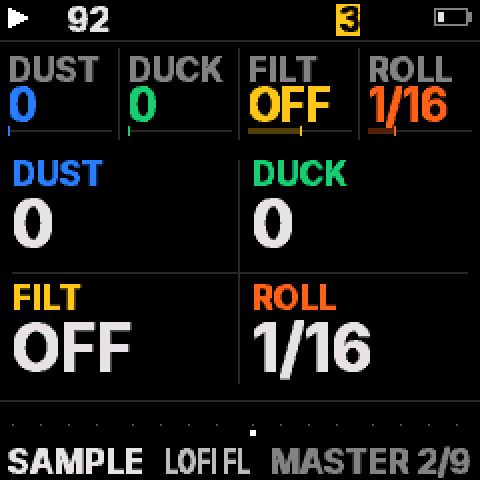 92 3
DUST DUCK FILT ROLL
0 0 OFF 1/16
DUST DUCK
0 0
FILT ROLL
OFF 1/16
SAMPLE LOFI FL MASTER 2/9